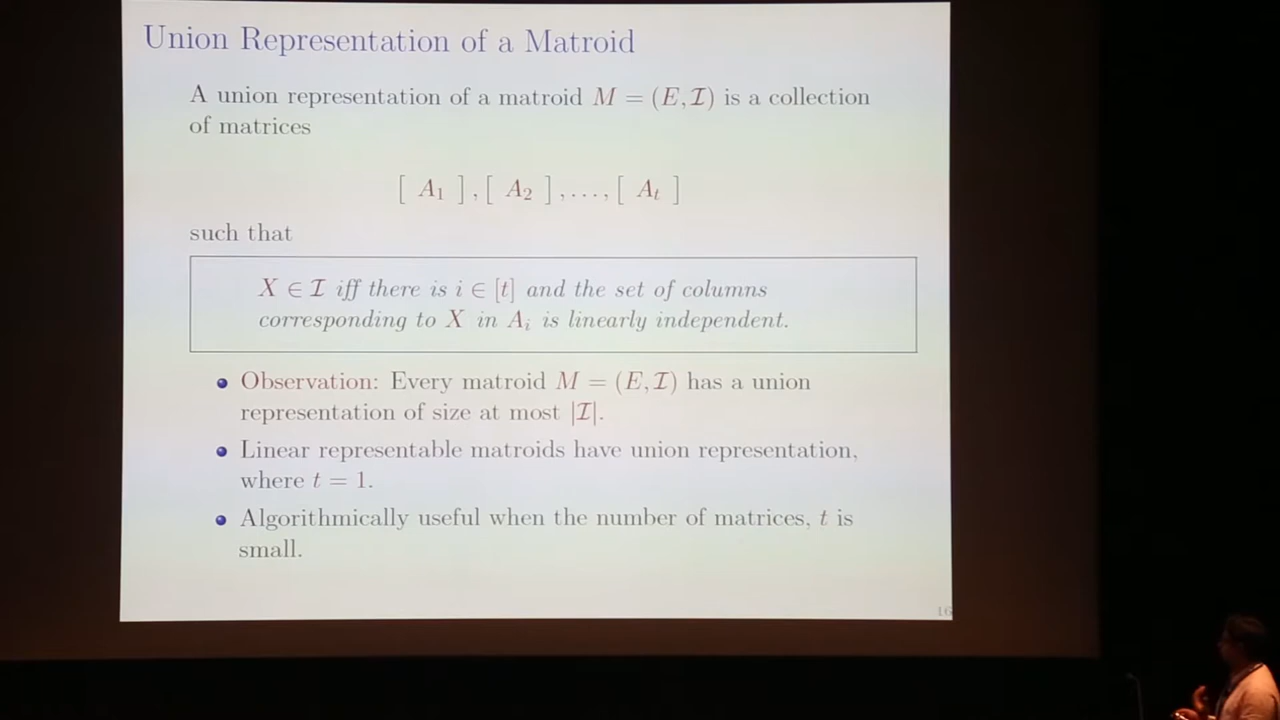 Union Representation of a Matroid
A union representation of a matroid M = (E, ℐ) is a collection
of matrices
[ A₁ ], [ A₂ ], …, [ Aₜ ]
such that
X ∈ ℐ iff there is i ∈ [t] and the set of columns
corresponding to X in Aᵢ is linearly independent.
Observation: Every matroid M = (E, ℐ) has a union
representation of size at most |ℐ|.
Linear representable matroids have union representation,
where t = 1.
Algorithmically useful when the number of matrices, t is
small.
16